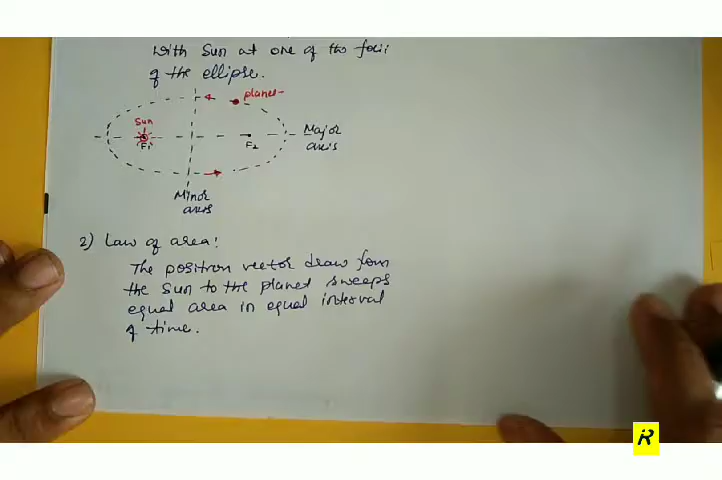 with Sun at one of the foci
of the ellipse.
planet
Sun
F1
F2
Major
axis
Minor
axis
2) Law of area:
The position vector draw from
the Sun to the planet sweeps
equal area in equal interval
of time.
R